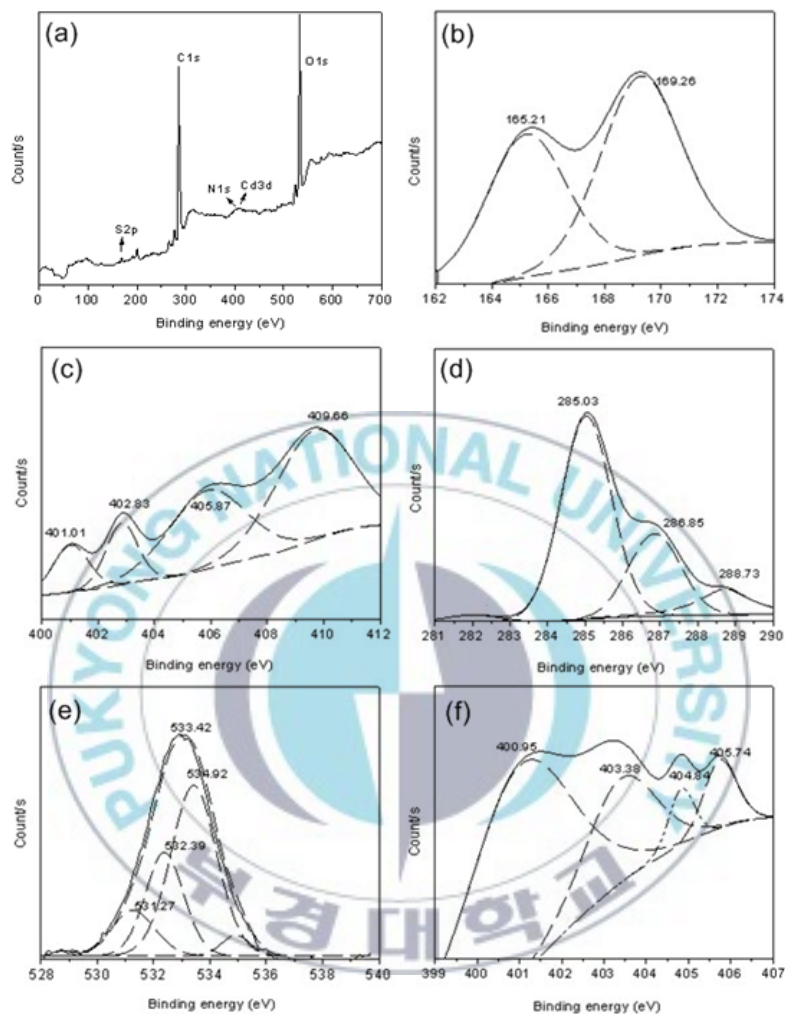 (a)
C1s
O1s
N1s
Cd3d
S2p
Count/s
0 100 200 300 400 500 600 700
Binding energy (eV)
(b)
165.21
169.26
Count/s
162 164 166 168 170 172 174
Binding energy (eV)
(c)
409.66
401.01
402.83
405.87
Count/s
400 402 404 406 408 410 412
Binding energy (eV)
(d)
285.03
286.85
288.73
Count/s
281 282 283 284 285 286 287 288 289 290
Binding energy (eV)
(e)
533.42
534.92
532.39
531.27
Count/s
528 530 532 534 536 538 540
Binding energy (eV)
(f)
400.95
403.38
404.84
405.74
Count/s
399 400 401 402 403 404 405 406 407
Binding energy (eV)
PUKYONG NATIONAL UNIVERSITY
부경대학교